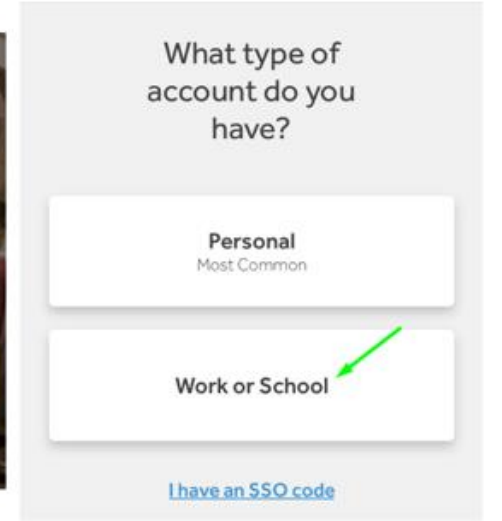 What type of
account do you
have?
Personal
Most Common
Work or School
I have an SSO code